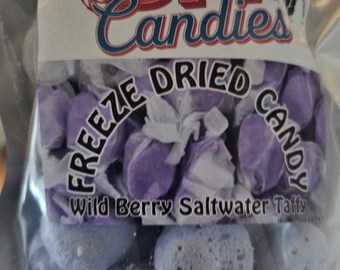 Candies
FREEZE DRIED CANDY
Wild Berry Saltwater Taffy